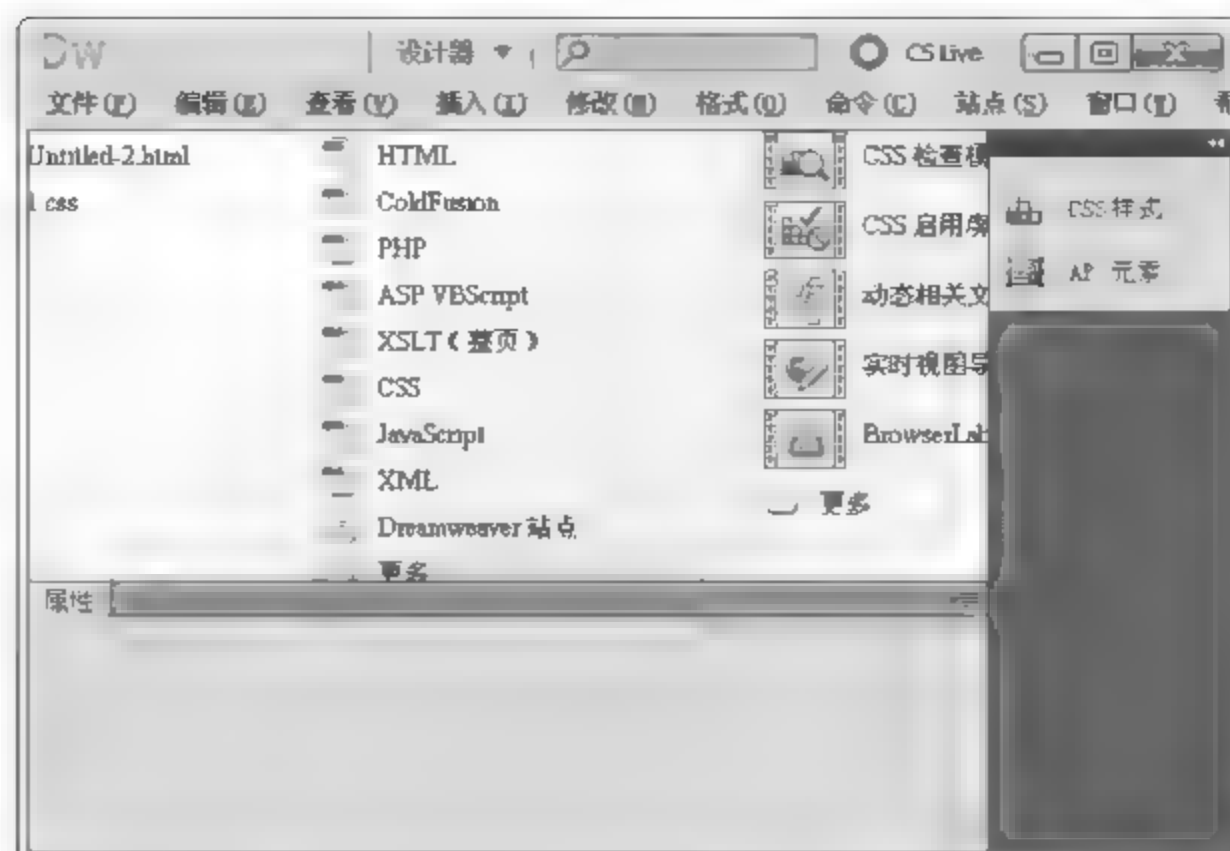 Dw 设计器 CS Live
文件(F) 编辑(E) 查看(V) 插入(I) 修改(M) 格式(O) 命令(C) 站点(S) 窗口(W)
Untitled-2.html
1.css
HTML
ColdFusion
PHP
ASP VBScript
XSLT(整页)
CSS
JavaScript
XML
Dreamweaver 站点
更多
CSS 检查模
CSS 启用/
动态相关文
实时视图导
BrowserLab
更多
CSS 样式
AP 元素
属性